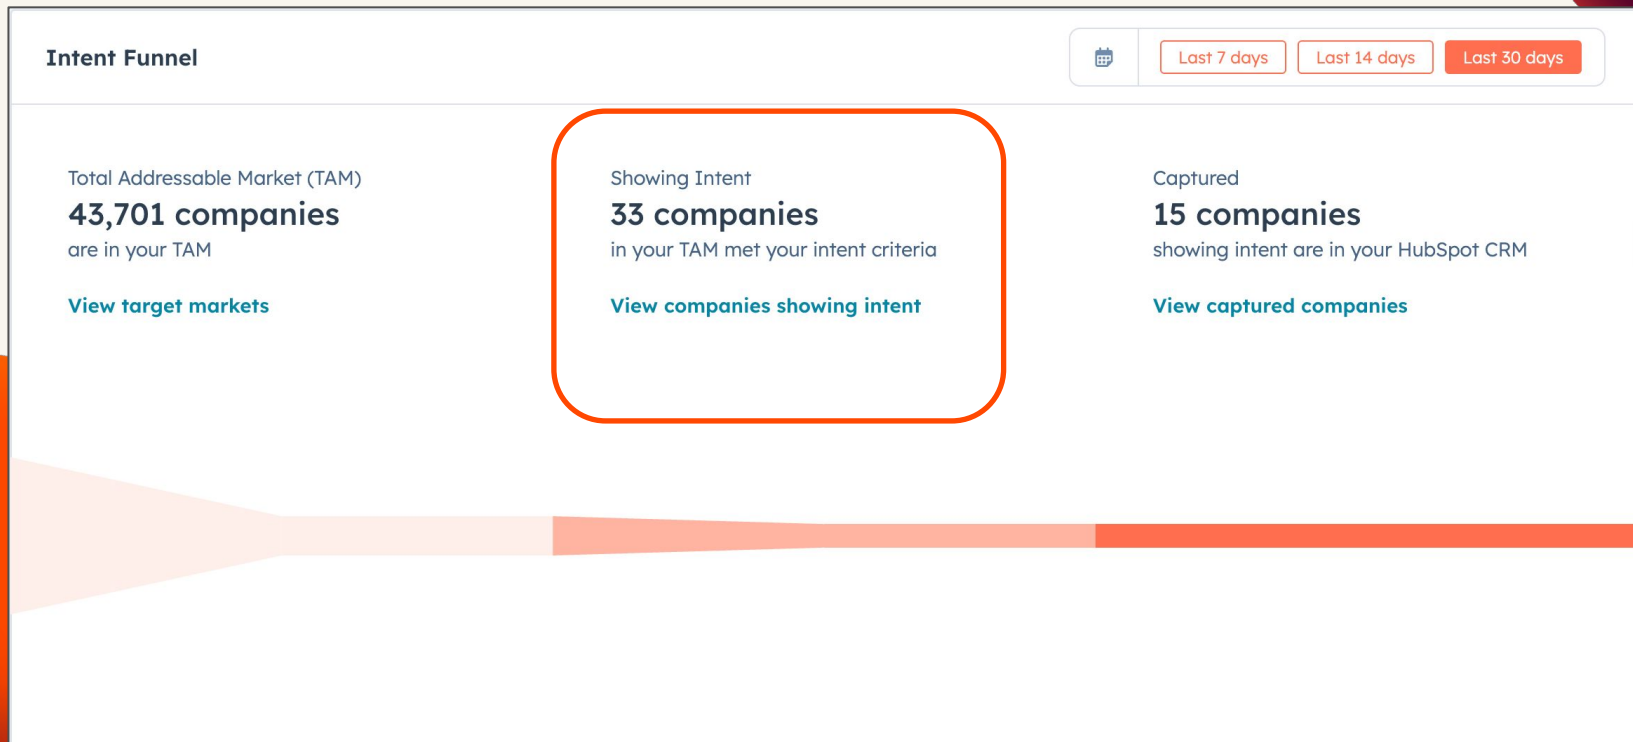 Intent Funnel
Last 7 days
Last 14 days
Last 30 days
Total Addressable Market (TAM)
43,701 companies
are in your TAM
View target markets
Showing Intent
33 companies
in your TAM met your intent criteria
View companies showing intent
Captured
15 companies
showing intent are in your HubSpot CRM
View captured companies